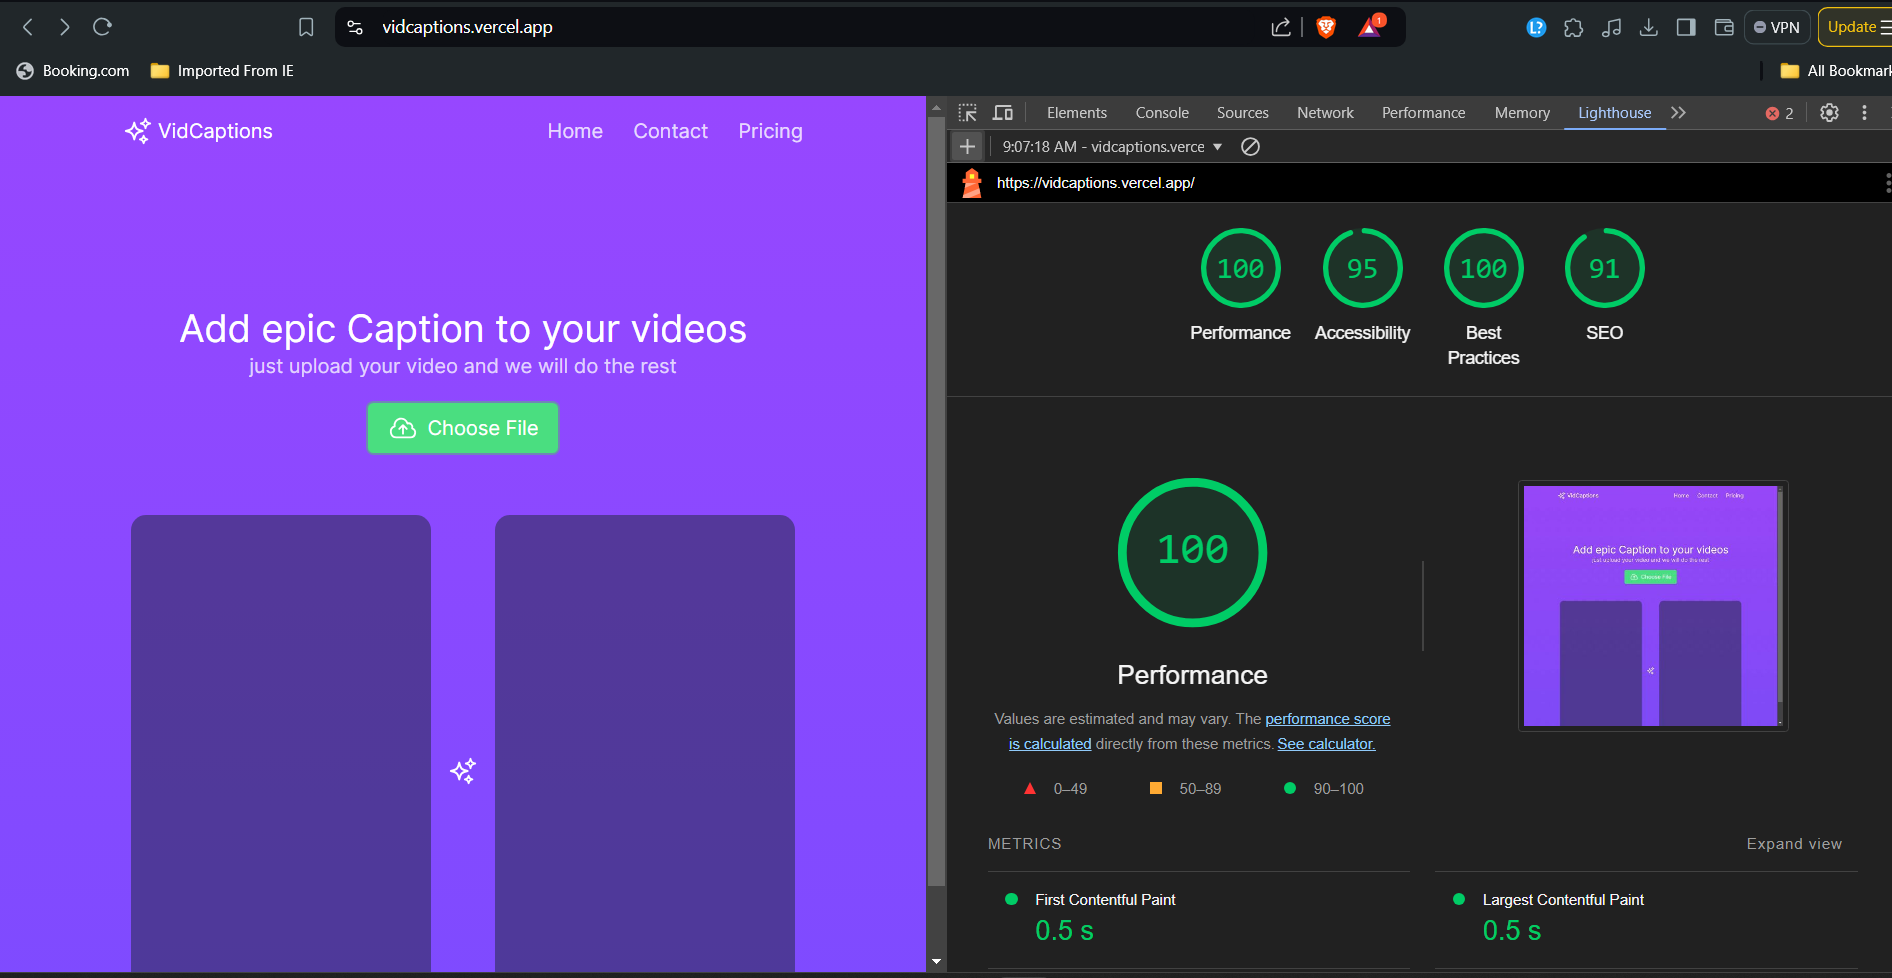 vidcaptions.vercel.app
1
VPN
Update
Booking.com
Imported From IE
All Bookmark
VidCaptions
Home
Contact
Pricing
Add epic Caption to your videos
just upload your video and we will do the rest
Choose File
Elements
Console
Sources
Network
Performance
Memory
Lighthouse
2
9:07:18 AM - vidcaptions.verce
https://vidcaptions.vercel.app/
100
95
100
91
Performance
Accessibility
Best
Practices
SEO
100
Performance
Values are estimated and may vary. The performance score
is calculated directly from these metrics. See calculator.
0–49
50–89
90–100
VidCaptions
Home
Contact
Pricing
Add epic Caption to your videos
just upload your video and we will do the rest
Choose File
METRICS
Expand view
First Contentful Paint
0.5 s
Largest Contentful Paint
0.5 s